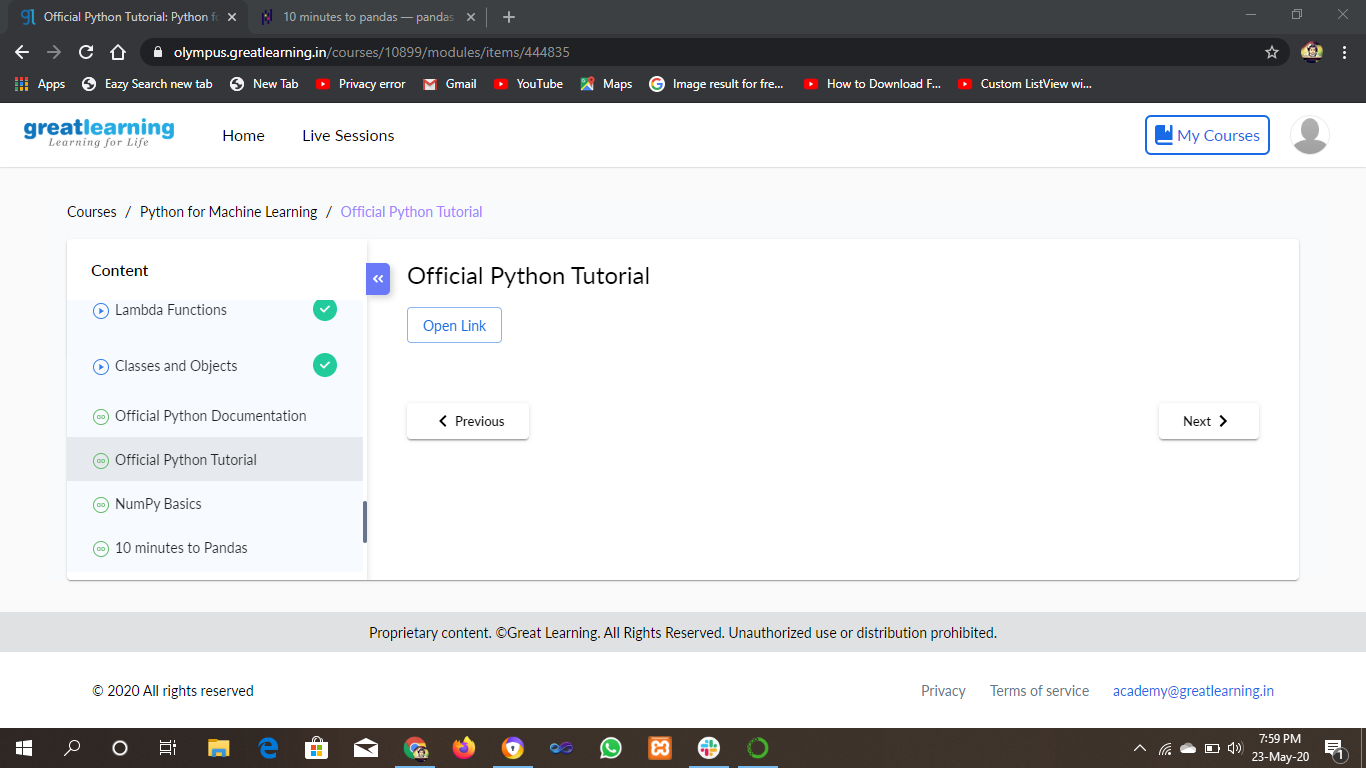 Official Python Tutorial: Python fo
10 minutes to pandas — pandas
olympus.greatlearning.in/courses/10899/modules/items/444835
Apps Eazy Search new tab New Tab Privacy error Gmail YouTube Maps Image result for fre... How to Download F... Custom ListView wi...
greatlearning
Learning for Life
Home Live Sessions My Courses
Courses / Python for Machine Learning / Official Python Tutorial
Content
Lambda Functions
Classes and Objects
Official Python Documentation
Official Python Tutorial
NumPy Basics
10 minutes to Pandas
Official Python Tutorial
Open Link
Previous Next
Proprietary content. ©Great Learning. All Rights Reserved. Unauthorized use or distribution prohibited.
© 2020 All rights reserved Privacy Terms of service academy@greatlearning.in
7:59 PM
23-May-20
1